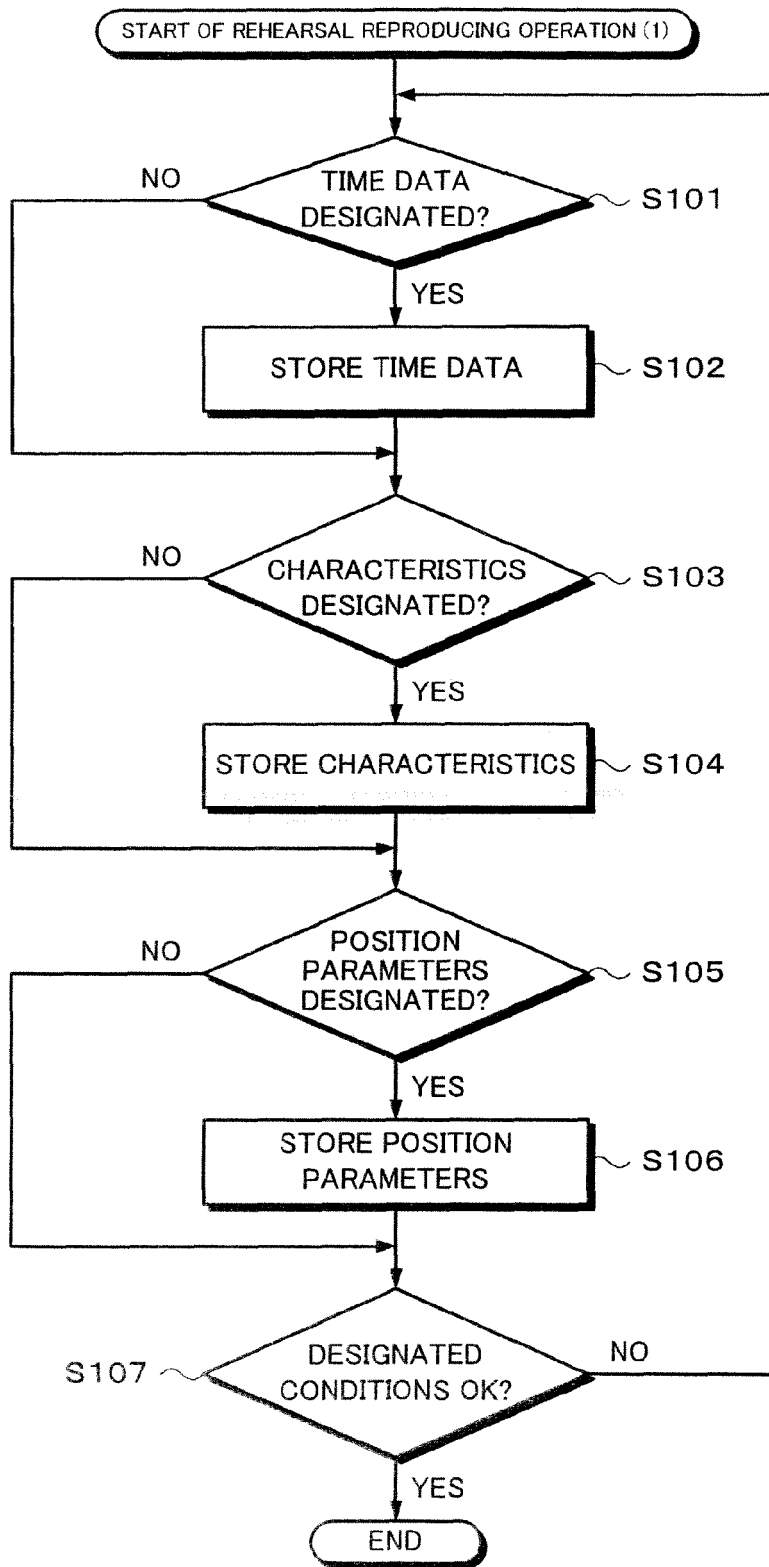 START OF REHEARSAL REPRODUCING OPERATION (1)
NO
TIME DATA
DESIGNATED?
S101
YES
STORE TIME DATA
S102
NO
CHARACTERISTICS
DESIGNATED?
S103
YES
STORE CHARACTERISTICS
S104
NO
POSITION
PARAMETERS
DESIGNATED?
S105
YES
STORE POSITION
PARAMETERS
S106
S107
DESIGNATED
CONDITIONS OK?
NO
YES
END